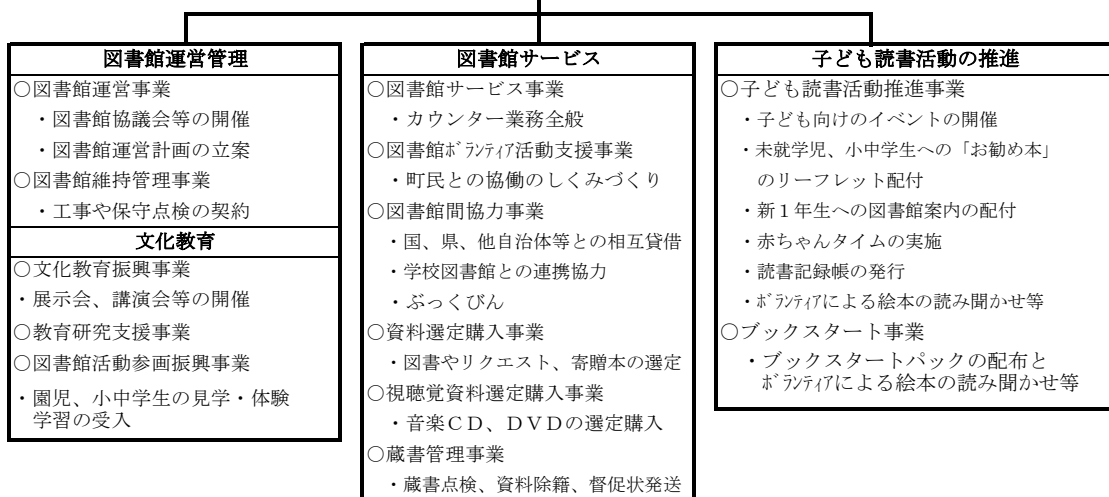 図書館運営管理
○図書館運営事業
・図書館協議会等の開催
・図書館運営計画の立案
○図書館維持管理事業
・工事や保守点検の契約
文化教育
○文化教育振興事業
・展示会、講演会等の開催
○教育研究支援事業
○図書館活動参画振興事業
・園児、小中学生の見学・体験
学習の受入
図書館サービス
○図書館サービス事業
・カウンター業務全般
○図書館ﾎﾞﾗﾝﾃｨｱ活動支援事業
・町民との協働のしくみづくり
○図書館間協力事業
・国、県、他自治体等との相互貸借
・学校図書館との連携協力
・ぶっくびん
○資料選定購入事業
・図書やリクエスト、寄贈本の選定
○視聴覚資料選定購入事業
・音楽ＣＤ、ＤＶＤの選定購入
○蔵書管理事業
・蔵書点検、資料除籍、督促状発送
子ども読書活動の推進
○子ども読書活動推進事業
・子ども向けのイベントの開催
・未就学児、小中学生への「お勧め本」
のリーフレット配付
・新１年生への図書館案内の配付
・赤ちゃんタイムの実施
・読書記録帳の発行
・ﾎﾞﾗﾝﾃｨｱによる絵本の読み聞かせ等
○ブックスタート事業
・ブックスタートパックの配布と
ﾎﾞﾗﾝﾃｨｱによる絵本の読み聞かせ等